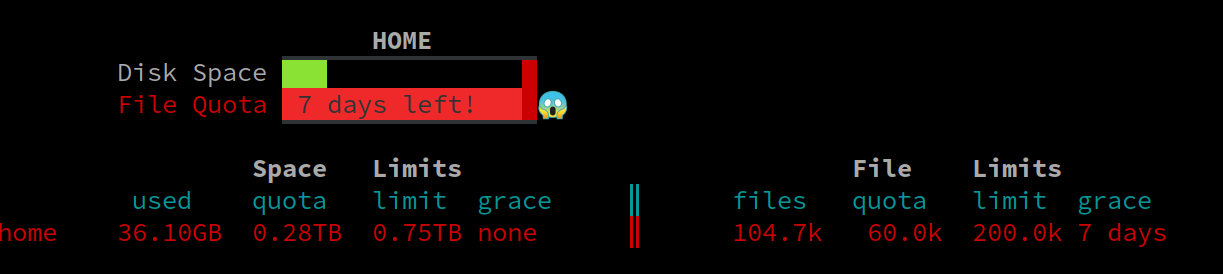 HOME
Disk Space
File Quota 7 days left!
Space Limits File Limits
used quota limit grace files quota limit grace
home 36.10GB 0.28TB 0.75TB none 104.7k 60.0k 200.0k 7 days